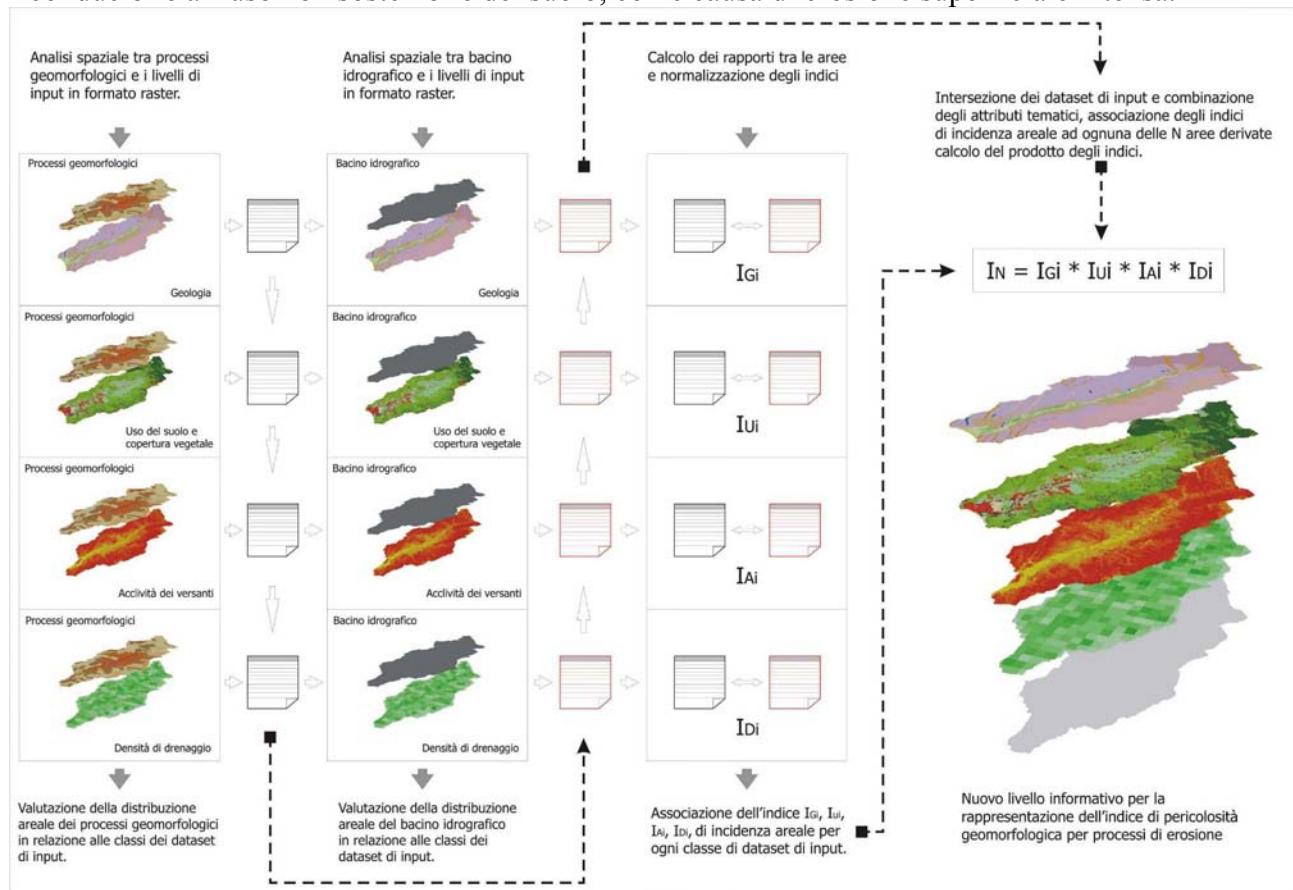 Analisi spaziale tra processi
geomorfologici e i livelli di
input in formato raster.
Analisi spaziale tra bacino
idrografico e i livelli di input
in formato raster.
Calcolo dei rapporti tra le aree
e normalizzazione degli indici
Intersezione dei dataset di input e combinazione
degli attributi tematici, associazione degli indici
di incidenza areale ad ognuna delle N aree derivate
calcolo del prodotto degli indici.
Processi geomorfologici
Geologia
Bacino idrografico
Geologia
IGi
IN = IGi * IUi * IAi * IDi
Processi geomorfologici
Uso del suolo e
copertura vegetale
Bacino idrografico
Uso del suolo e
copertura vegetale
IUi
Processi geomorfologici
Acclività dei versanti
Bacino idrografico
Acclività dei versanti
IAi
Processi geomorfologici
Densità di drenaggio
Bacino idrografico
Densità di drenaggio
IDi
Valutazione della distribuzione
areale dei processi geomorfologici
in relazione alle classi dei dataset
di input.
Valutazione della distribuzione
areale del bacino idrografico
in relazione alle classi dei
dataset di input.
Associazione dell'indice IGi, IUi,
IAi, IDi, di incidenza areale per
ogni classe di dataset di input.
Nuovo livello informativo per la
rappresentazione dell'indice di pericolosità
geomorfologica per processi di erosione